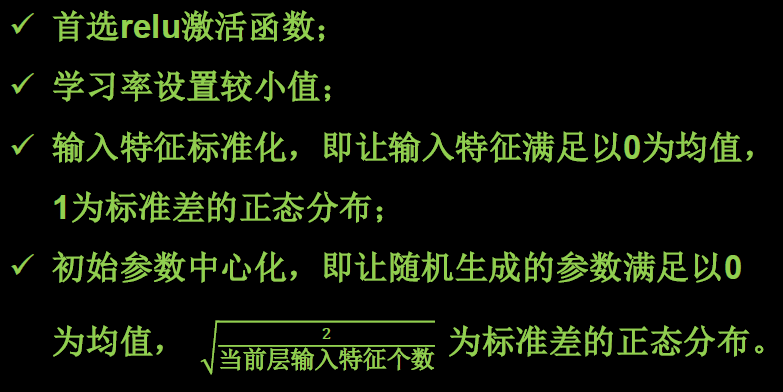 ✓ 首选relu激活函数；
✓ 学习率设置较小值；
✓ 输入特征标准化，即让输入特征满足以0为均值，
1为标准差的正态分布；
✓ 初始参数中心化，即让随机生成的参数满足以0
为均值， √(2/当前层输入特征个数) 为标准差的正态分布。